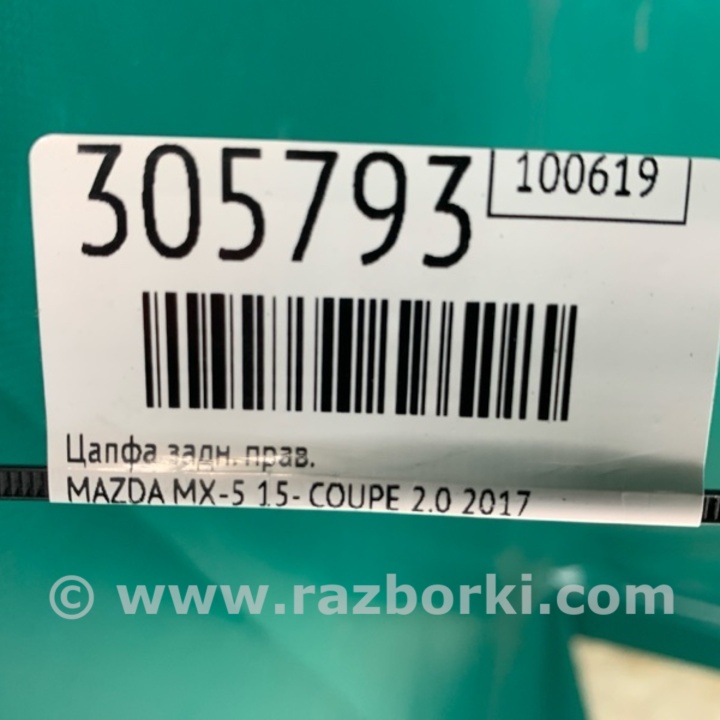 305793
100619
Цапфа задн. прав.
MAZDA MX-5 15- COUPE 2.0 2017
© www.razborki.com